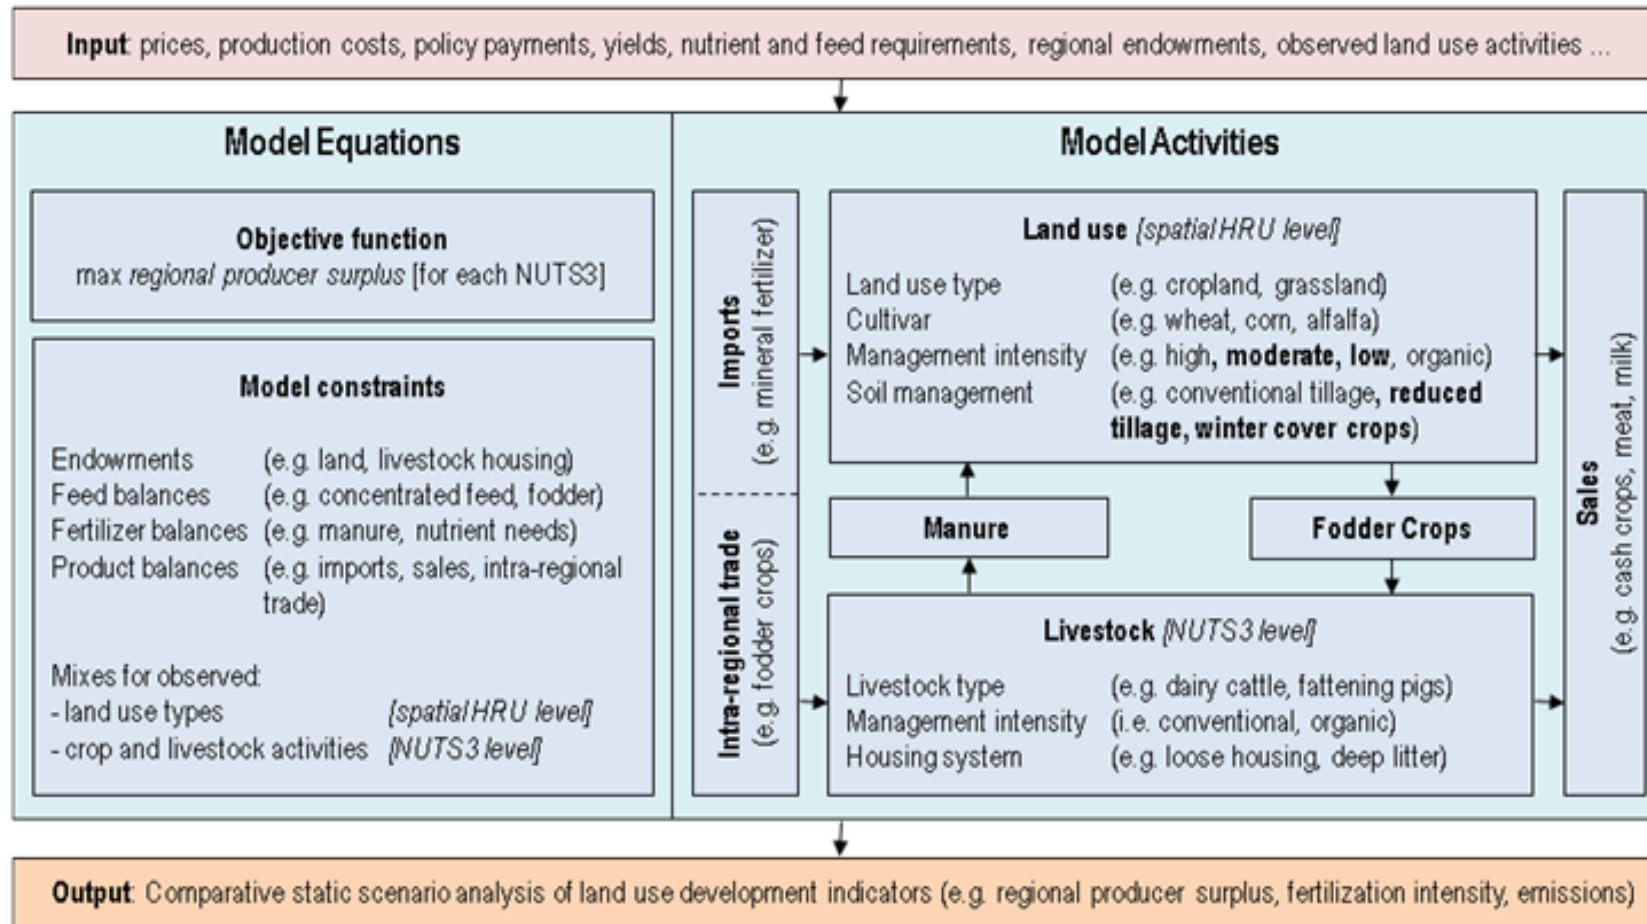 Input: prices, production costs, policy payments, yields, nutrient and feed requirements, regional endowments, observed land use activities ...
Model Equations
Objective function
max regional producer surplus [for each NUTS3]
Model constraints
Endowments (e.g. land, livestock housing)
Feed balances (e.g. concentrated feed, fodder)
Fertilizer balances (e.g. manure, nutrient needs)
Product balances (e.g. imports, sales, intra-regional
trade)
Mixes for observed:
- land use types [spatial HRU level]
- crop and livestock activities [NUTS3 level]
Model Activities
Imports
(e.g. mineral fertilizer)
Intra-regional trade
(e.g. fodder crops)
Land use [spatial HRU level]
Land use type (e.g. cropland, grassland)
Cultivar (e.g. wheat, corn, alfalfa)
Management intensity (e.g. high, moderate, low, organic)
Soil management (e.g. conventional tillage, reduced
tillage, winter cover crops)
Manure
Fodder Crops
Livestock [NUTS3 level]
Livestock type (e.g. dairy cattle, fattening pigs)
Management intensity (i.e. conventional, organic)
Housing system (e.g. loose housing, deep litter)
Sales
(e.g. cash crops, meat, milk)
Output: Comparative static scenario analysis of land use development indicators (e.g. regional producer surplus, fertilization intensity, emissions)